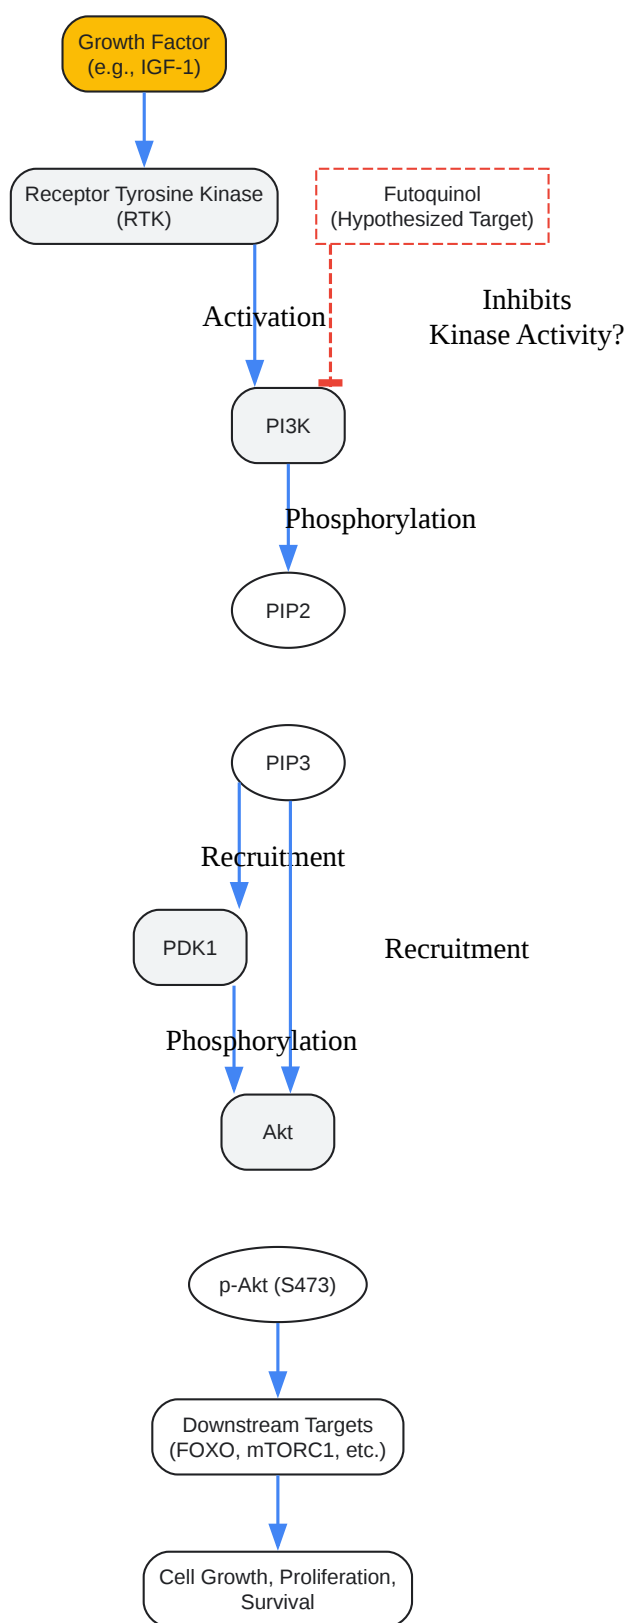 Growth Factor
(e.g., IGF-1)
Receptor Tyrosine Kinase
(RTK)
Futoquinol
(Hypothesized Target)
Activation
Inhibits
Kinase Activity?
PI3K
Phosphorylation
PIP2
PIP3
Recruitment
PDK1
Recruitment
Phosphorylation
Akt
p-Akt (S473)
Downstream Targets
(FOXO, mTORC1, etc.)
Cell Growth, Proliferation,
Survival